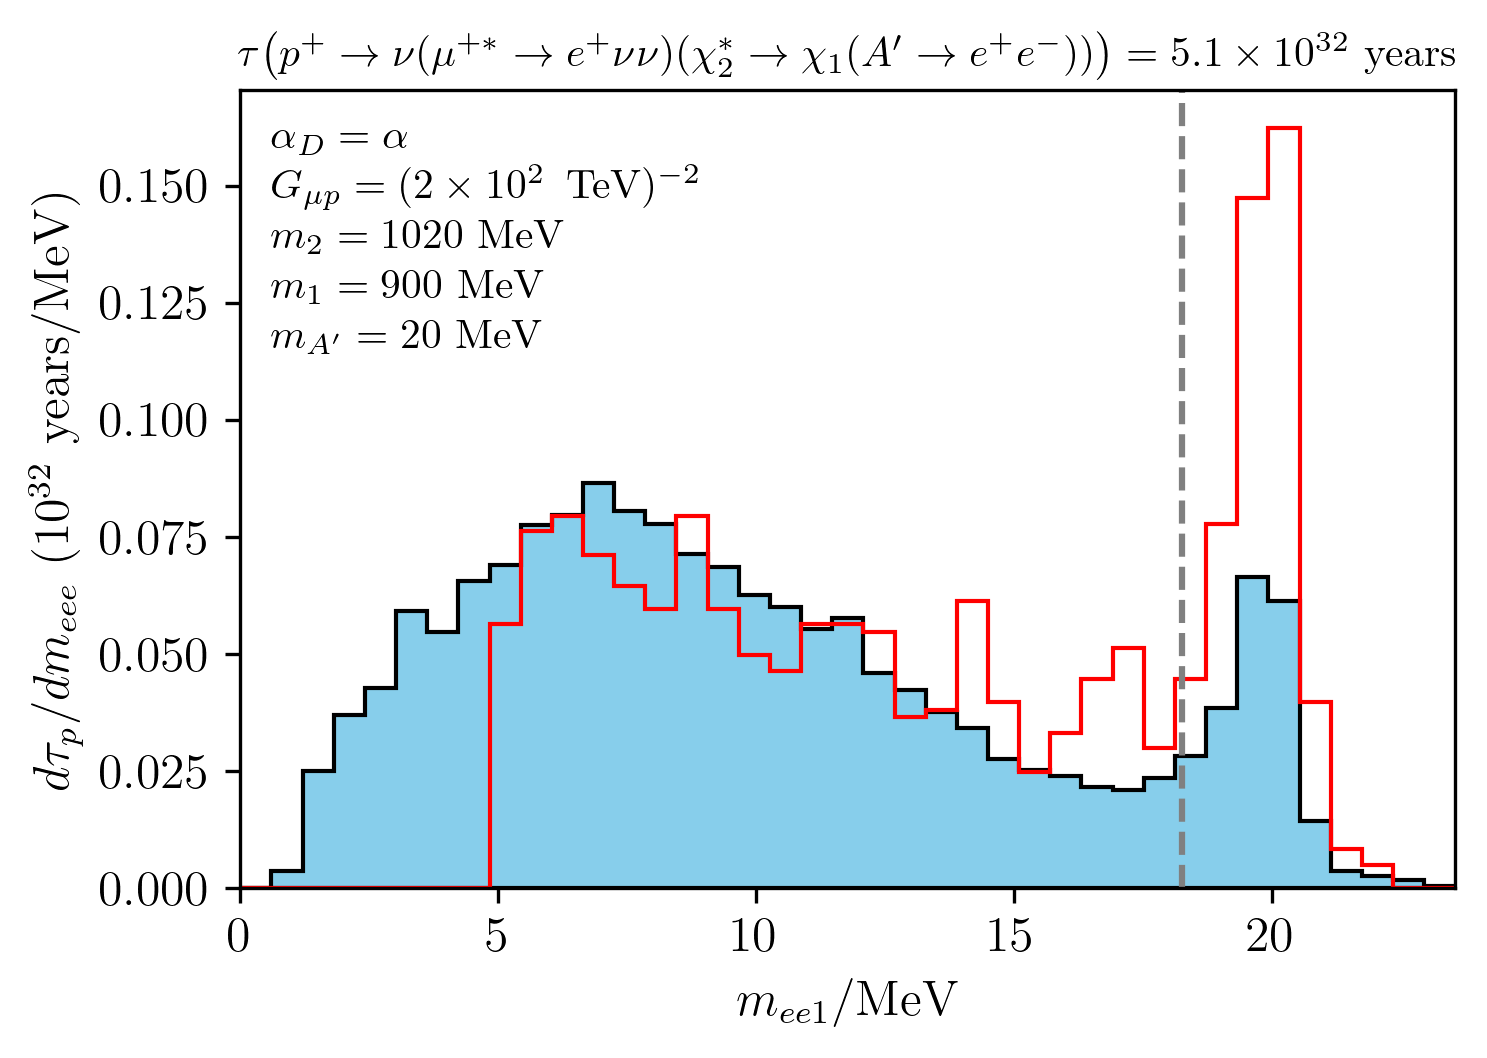 τ(p⁺ → ν(μ⁺* → e⁺νν)(χ₂* → χ₁(A′ → e⁺e⁻))) = 5.1 × 10³² years
α_D = α
G_μp = (2 × 10² TeV)⁻²
m₂ = 1020 MeV
m₁ = 900 MeV
m_A′ = 20 MeV
dτ_p/dm_eee (10³² years/MeV)
0.150
0.125
0.100
0.075
0.050
0.025
0.000
0 5 10 15 20
m_ee1/MeV